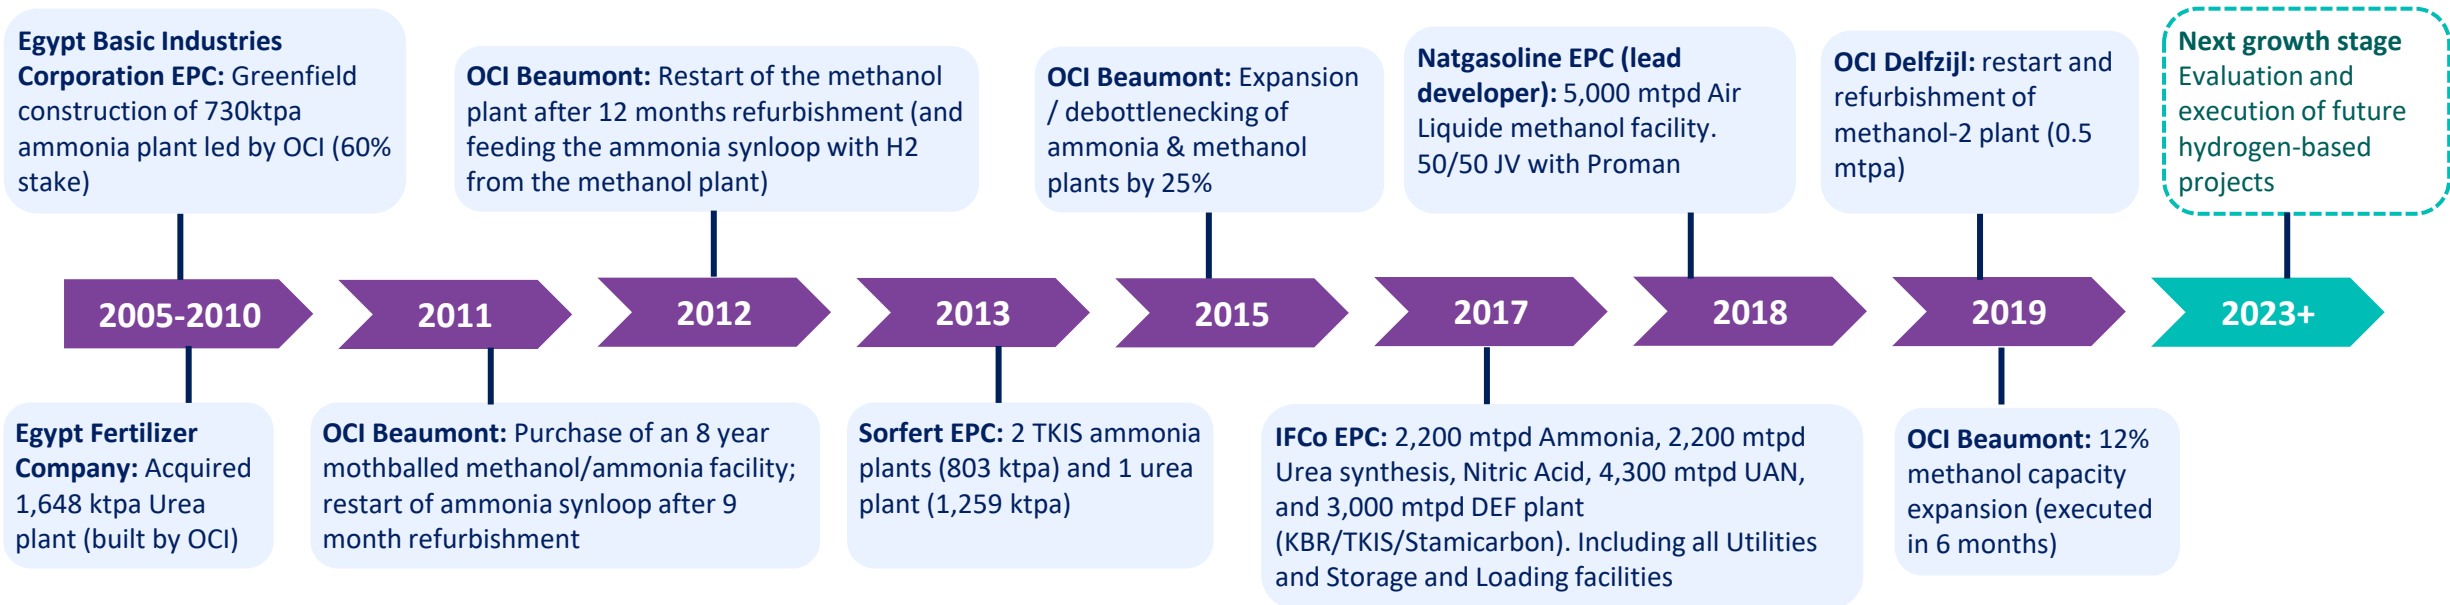 Egypt Basic Industries
Corporation EPC: Greenfield
construction of 730ktpa
ammonia plant led by OCI (60%
stake)
OCI Beaumont: Restart of the methanol
plant after 12 months refurbishment (and
feeding the ammonia synloop with H2
from the methanol plant)
OCI Beaumont: Expansion
/ debottlenecking of
ammonia & methanol
plants by 25%
Natgasoline EPC (lead
developer): 5,000 mtpd Air
Liquide methanol facility.
50/50 JV with Proman
OCI Delfzijl: restart and
refurbishment of
methanol-2 plant (0.5
mtpa)
Next growth stage
Evaluation and
execution of future
hydrogen-based
projects
2005-2010
2011
2012
2013
2015
2017
2018
2019
2023+
Egypt Fertilizer
Company: Acquired
1,648 ktpa Urea
plant (built by OCI)
OCI Beaumont: Purchase of an 8 year
mothballed methanol/ammonia facility;
restart of ammonia synloop after 9
month refurbishment
Sorfert EPC: 2 TKIS ammonia
plants (803 ktpa) and 1 urea
plant (1,259 ktpa)
IFCo EPC: 2,200 mtpd Ammonia, 2,200 mtpd
Urea synthesis, Nitric Acid, 4,300 mtpd UAN,
and 3,000 mtpd DEF plant
(KBR/TKIS/Stamicarbon). Including all Utilities
and Storage and Loading facilities
OCI Beaumont: 12%
methanol capacity
expansion (executed
in 6 months)